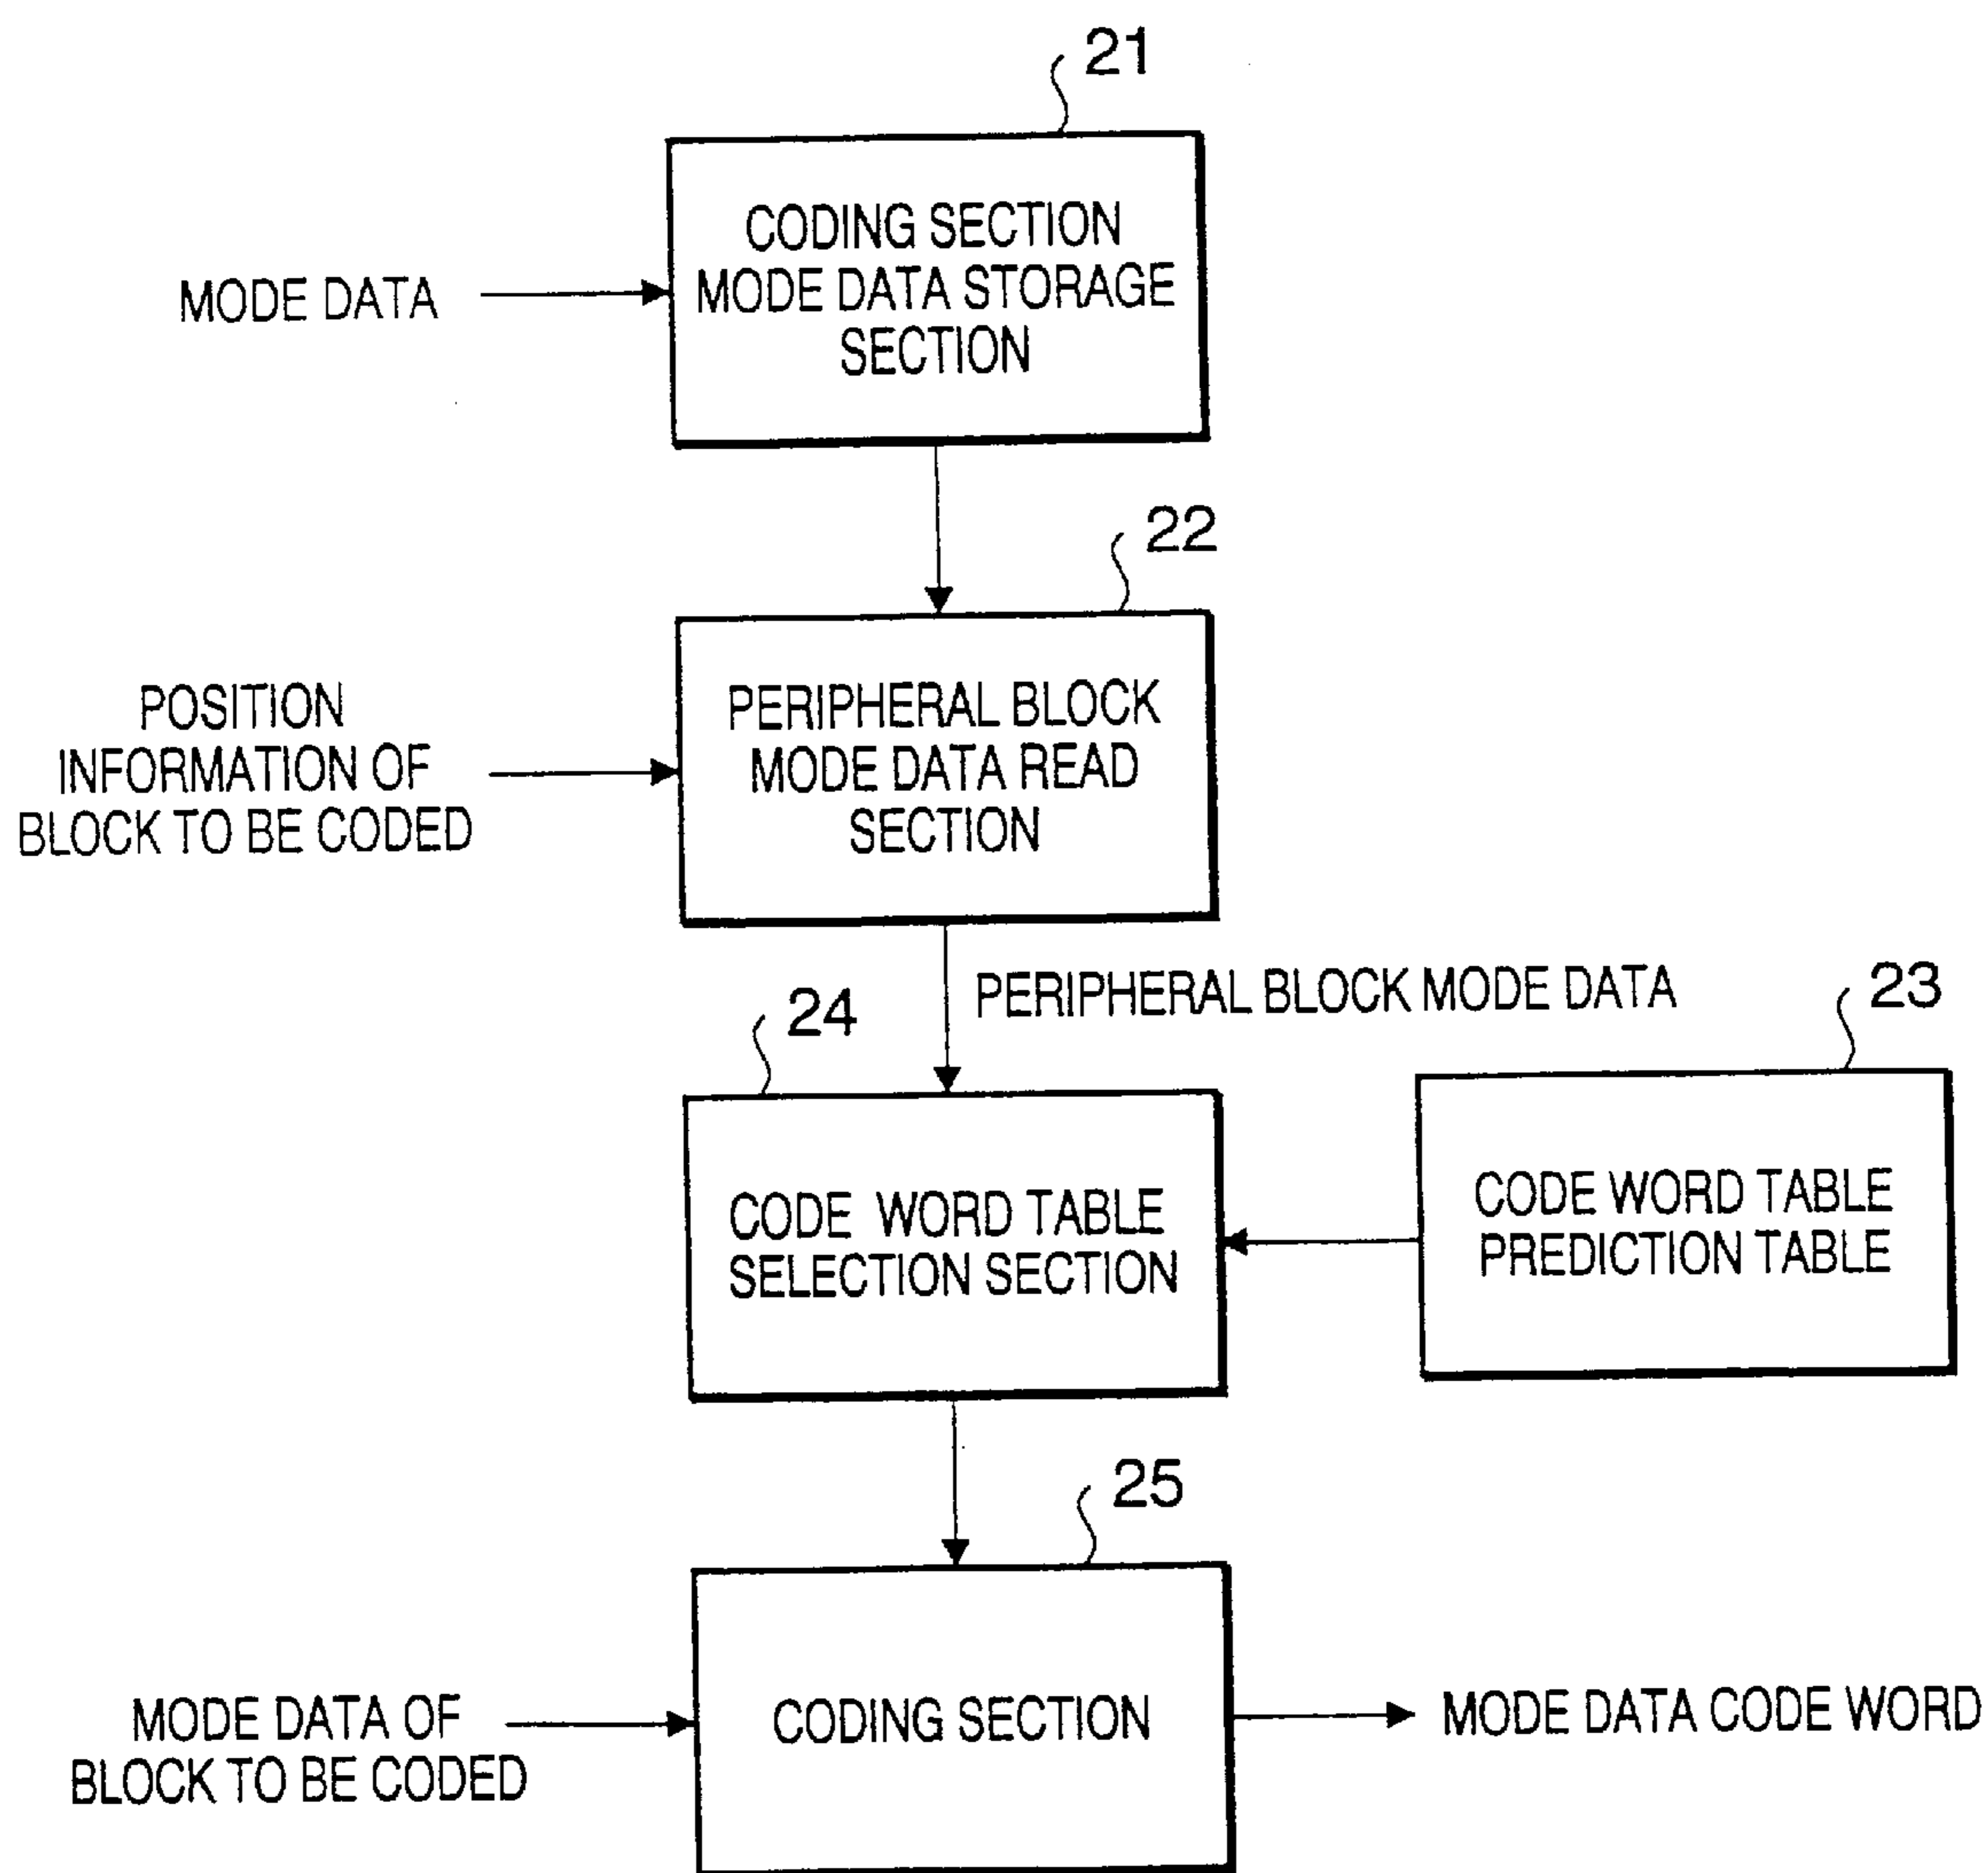 21
CODING SECTION
MODE DATA STORAGE
SECTION
MODE DATA
22
POSITION
INFORMATION OF
BLOCK TO BE CODED
PERIPHERAL BLOCK
MODE DATA READ
SECTION
PERIPHERAL BLOCK MODE DATA
23
24
CODE WORD TABLE
SELECTION SECTION
CODE WORD TABLE
PREDICTION TABLE
25
MODE DATA OF
BLOCK TO BE CODED
CODING SECTION
MODE DATA CODE WORD